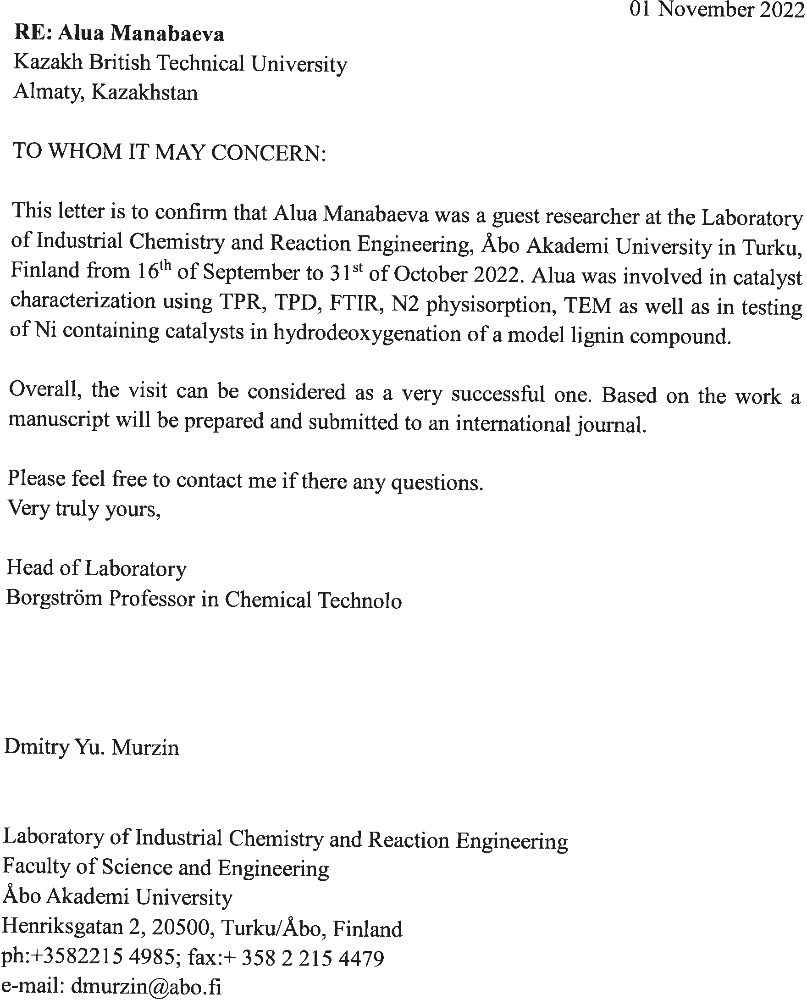 01 November 2022
RE: Alua Manabaeva
Kazakh British Technical University
Almaty, Kazakhstan
TO WHOM IT MAY CONCERN:
This letter is to confirm that Alua Manabaeva was a guest researcher at the Laboratory
of Industrial Chemistry and Reaction Engineering, Åbo Akademi University in Turku,
Finland from 16th of September to 31st of October 2022. Alua was involved in catalyst
characterization using TPR, TPD, FTIR, N2 physisorption, TEM as well as in testing
of Ni containing catalysts in hydrodeoxygenation of a model lignin compound.
Overall, the visit can be considered as a very successful one. Based on the work a
manuscript will be prepared and submitted to an international journal.
Please feel free to contact me if there any questions.
Very truly yours,
Head of Laboratory
Borgström Professor in Chemical Technolo
Dmitry Yu. Murzin
Laboratory of Industrial Chemistry and Reaction Engineering
Faculty of Science and Engineering
Åbo Akademi University
Henriksgatan 2, 20500, Turku/Åbo, Finland
ph:+3582215 4985; fax:+ 358 2 215 4479
e-mail: dmurzin@abo.fi